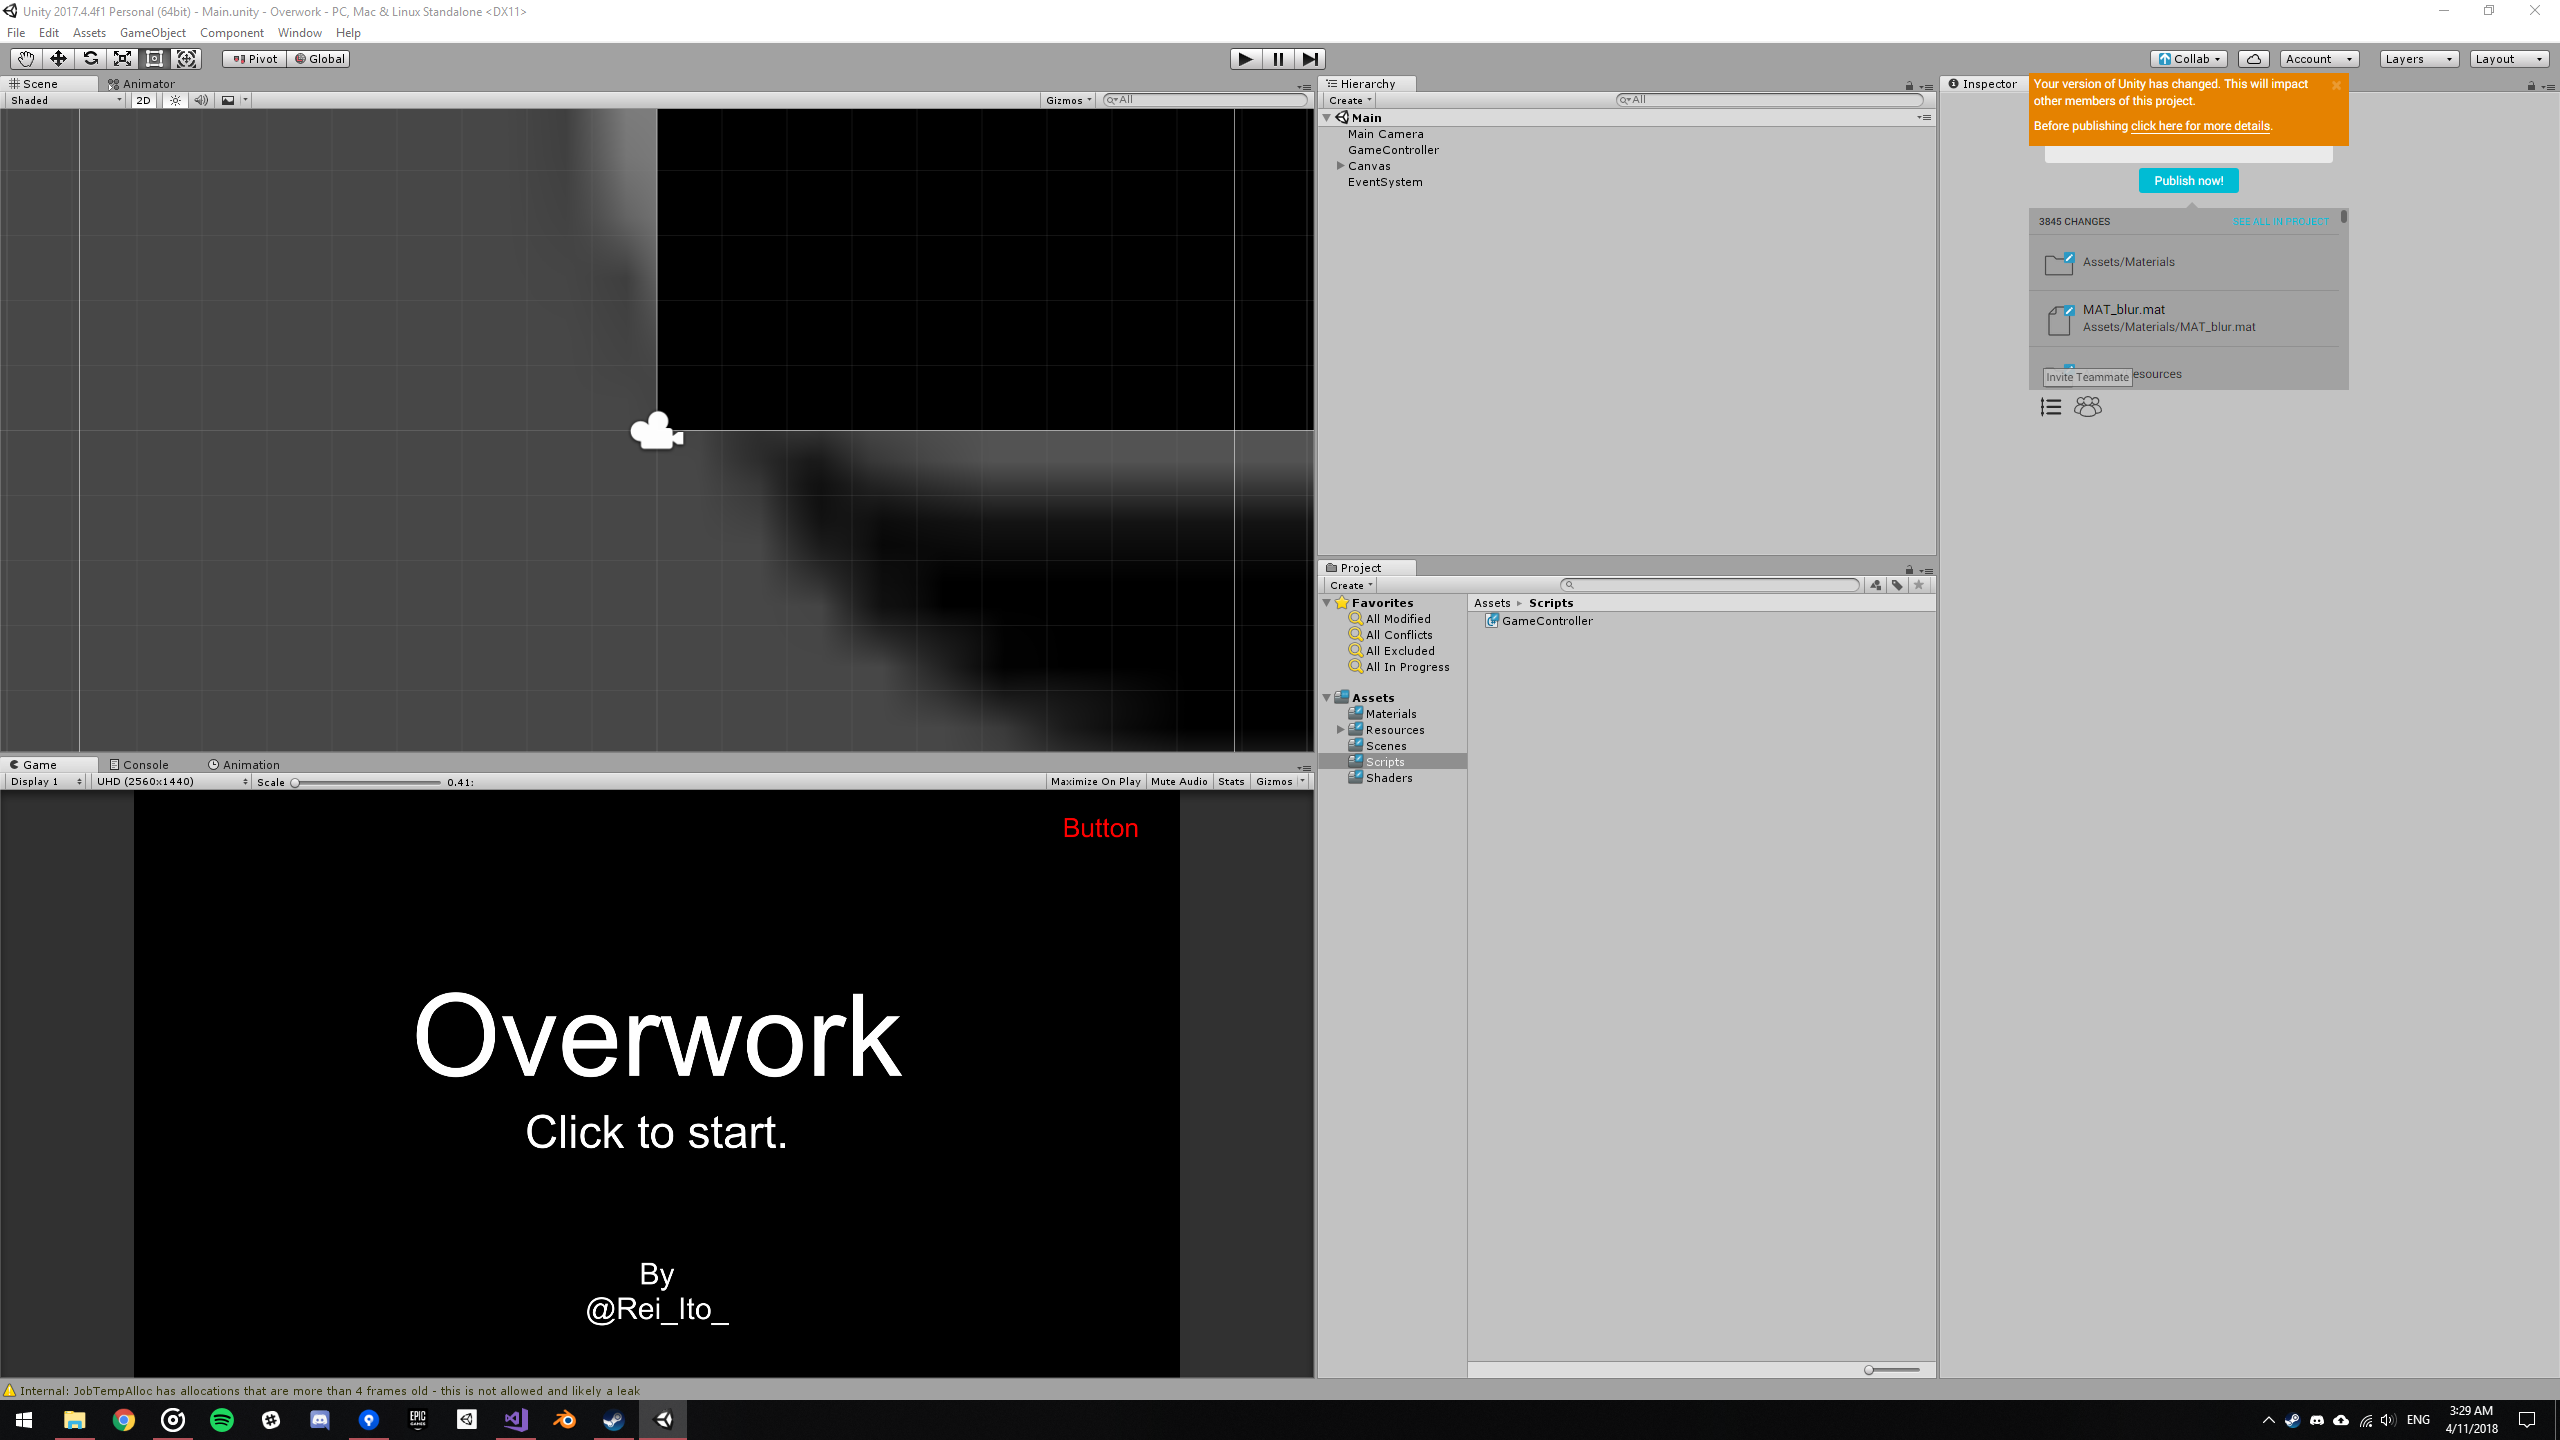 Unity 2017.4.4f1 Personal (64bit) - Main.unity - Overwork - PC, Mac & Linux Standalone <DX11>
File Edit Assets GameObject Component Window Help
Pivot Global
Collab Account Layers Layout
Scene Animator
Shaded 2D Gizmos All
Hierarchy
Create All
Main
Main Camera
GameController
Canvas
EventSystem
Inspector
Your version of Unity has changed. This will impact
other members of this project.
Before publishing click here for more details.
Publish now!
3845 CHANGES SEE ALL IN PROJECT
Assets/Materials
MAT_blur.mat
Assets/Materials/MAT_blur.mat
esources
Invite Teammate
Project
Create
Favorites
All Modified
All Conflicts
All Excluded
All In Progress
Assets
Materials
Resources
Scenes
Scripts
Shaders
Assets Scripts
GameController
Game Console Animation
Display 1 UHD (2560x1440) Scale 0.41: Maximize On Play Mute Audio Stats Gizmos
Button
Overwork
Click to start.
By
@Rei_Ito_
Internal: JobTempAlloc has allocations that are more than 4 frames old - this is not allowed and likely a leak
EPIC
GAMES
ENG
3:29 AM
4/11/2018